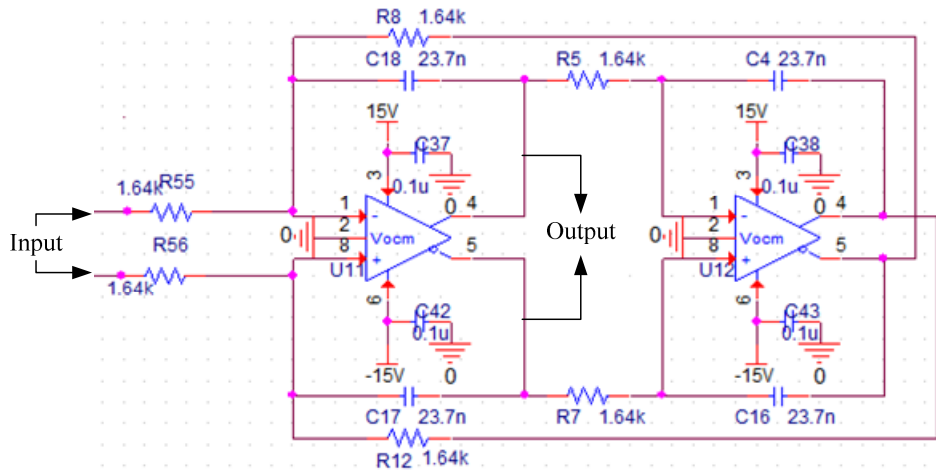 R8 1.64k
C18 23.7n R5 1.64k C4 23.7n
15V 15V
C37 C38
3 3
0.1u 0.1u
R55
1.64k
1 - 0 4 1 - 0 4
Input 0 2 Vocm Output 0 2 Vocm
R56 8 + 5 8 + 5
1.64k U11 U12
6 6
C42 C43
0.1u 0.1u
-15V 0 -15V 0
C17 23.7n R7 1.64k C16 23.7n
R12 1.64k